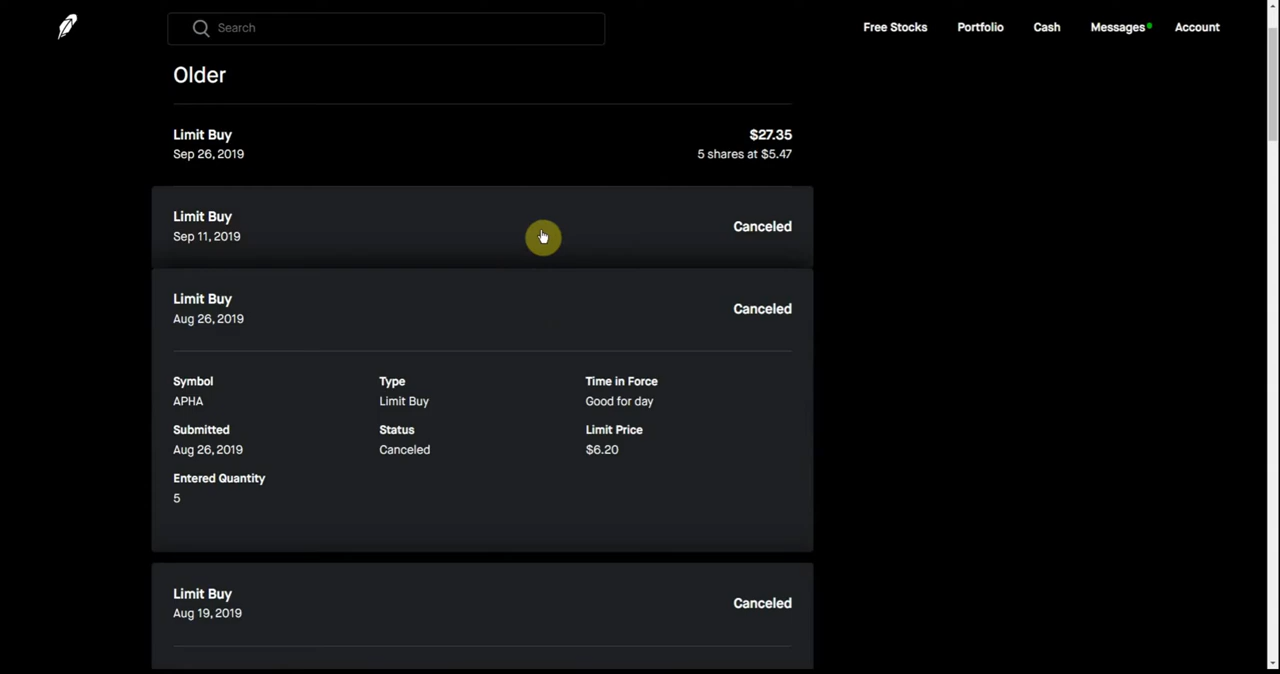 Search
Free Stocks Portfolio Cash Messages Account
Older
Limit Buy $27.35
Sep 26, 2019 5 shares at $5.47
Limit Buy
Sep 11, 2019 Canceled
Limit Buy
Aug 26, 2019 Canceled
Symbol Type Time in Force
APHA Limit Buy Good for day
Submitted Status Limit Price
Aug 26, 2019 Canceled $6.20
Entered Quantity
5
Limit Buy
Aug 19, 2019 Canceled